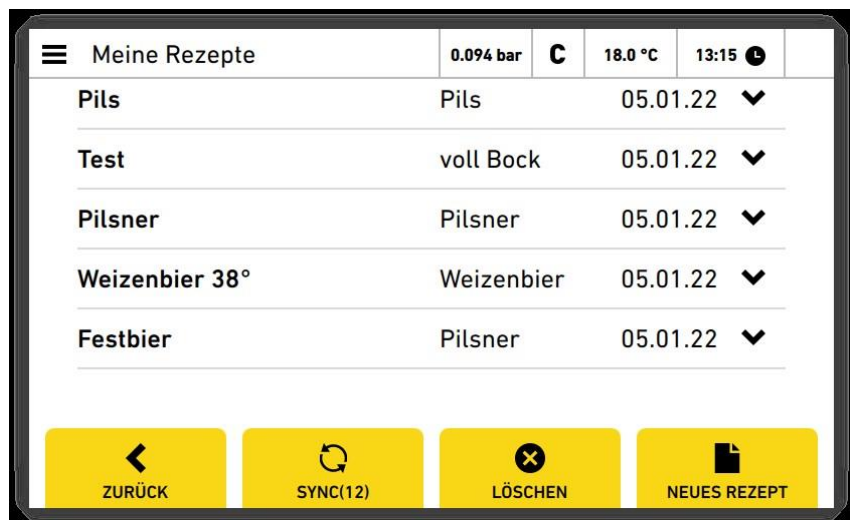 Meine Rezepte 0.094 bar C 18.0 °C 13:15
Pils Pils 05.01.22
Test voll Bock 05.01.22
Pilsner Pilsner 05.01.22
Weizenbier 38° Weizenbier 05.01.22
Festbier Pilsner 05.01.22
ZURÜCK SYNC(12) LÖSCHEN NEUES REZEPT